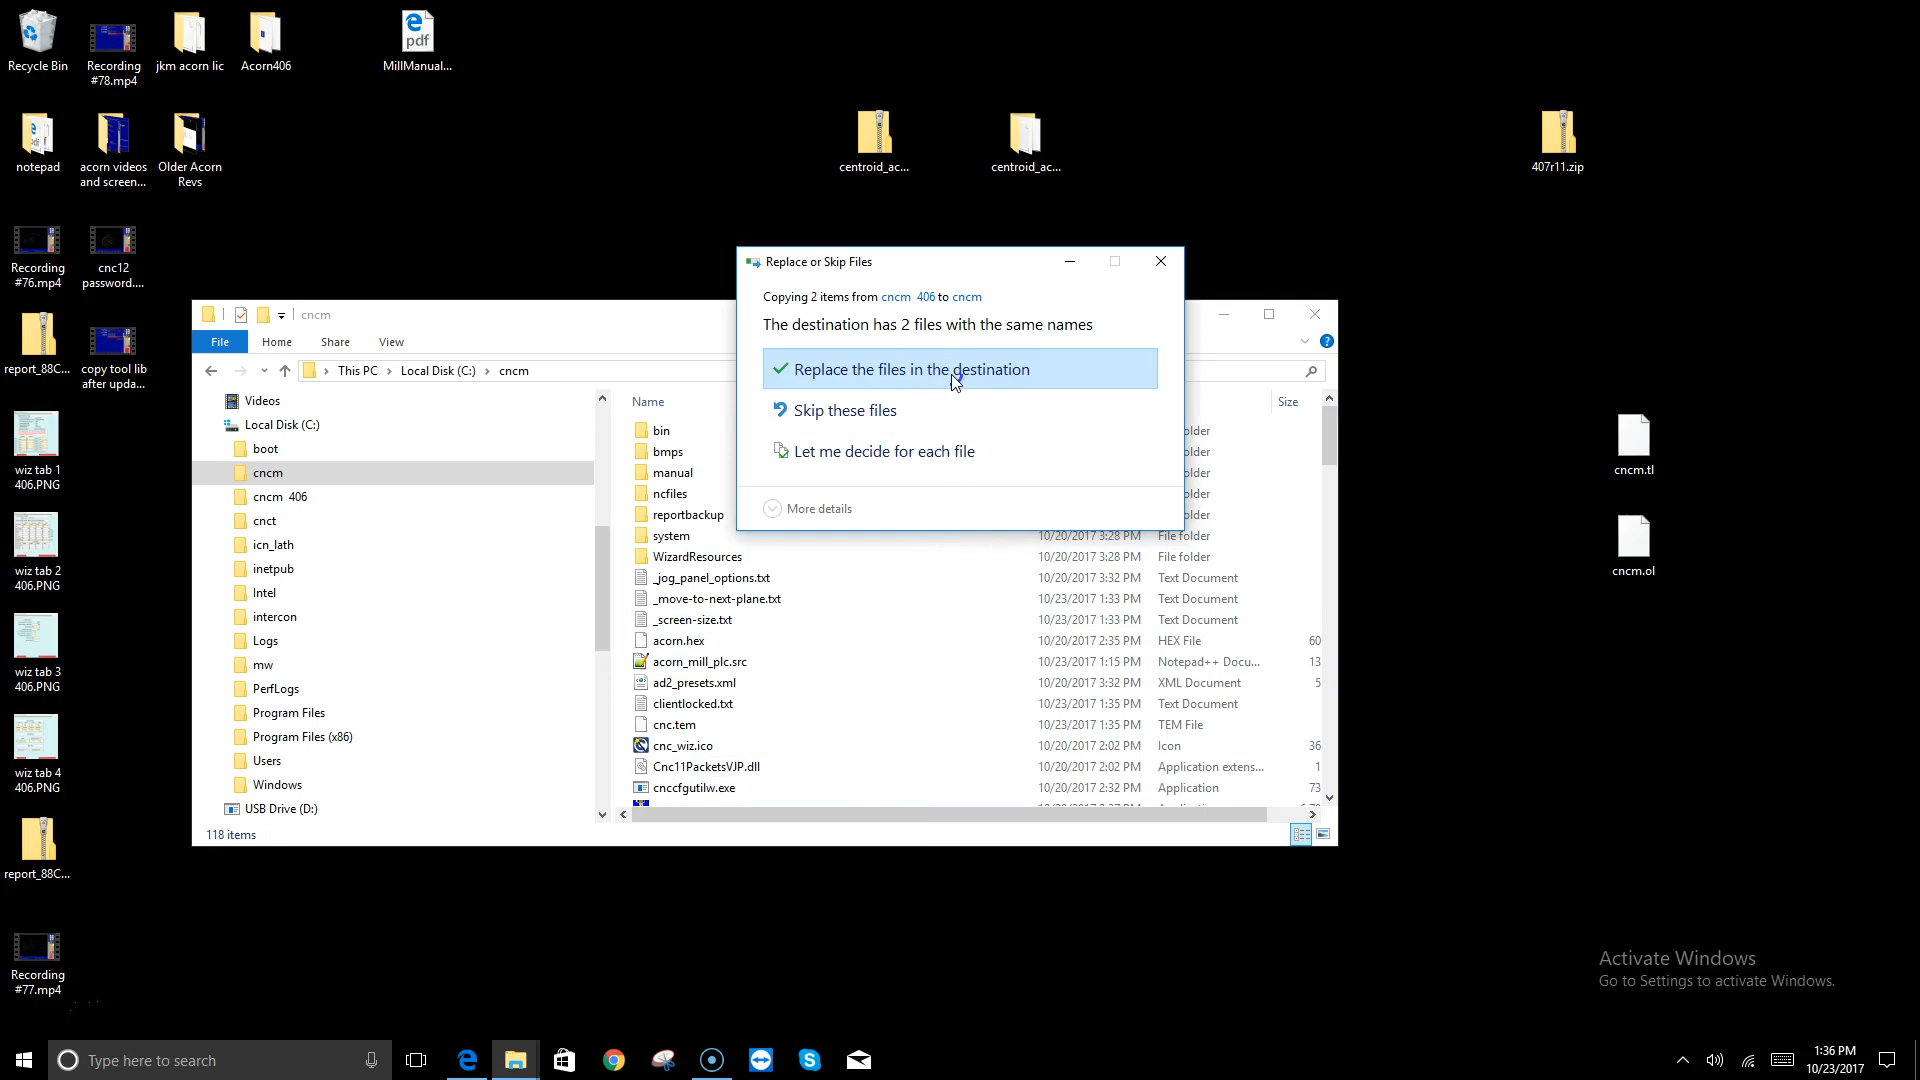 Recycle Bin
Recording
#78.mp4
jkm acorn lic
Acorn406
pdf
MillManual...
notepad
pdf
acorn videos
and screen...
Older Acorn
Revs
centroid_ac...
centroid_ac...
407r11.zip
Recording
#76.mp4
cnc12
password....
report_88C...
copy tool lib
after upda...
wiz tab 1
406.PNG
wiz tab 2
406.PNG
wiz tab 3
406.PNG
wiz tab 4
406.PNG
report_88C...
Recording
#77.mp4
cncm.tl
cncm.ol
cncm
File
Home
Share
View
This PC
Local Disk (C:)
cncm
Videos
Local Disk (C:)
boot
cncm
cncm 406
cnct
icn_lath
inetpub
Intel
intercon
Logs
mw
PerfLogs
Program Files
Program Files (x86)
Users
Windows
USB Drive (D:)
118 items
Name
Size
bin
older
bmps
older
manual
older
ncfiles
older
reportbackup
older
system 10/20/2017 3:28 PM File folder
WizardResources 10/20/2017 3:28 PM File folder
_jog_panel_options.txt 10/20/2017 3:32 PM Text Document
_move-to-next-plane.txt 10/23/2017 1:33 PM Text Document
_screen-size.txt 10/23/2017 1:33 PM Text Document
acorn.hex 10/20/2017 2:35 PM HEX File 60
acorn_mill_plc.src 10/23/2017 1:15 PM Notepad++ Docu... 13
ad2_presets.xml 10/20/2017 3:32 PM XML Document 5
clientlocked.txt 10/23/2017 1:35 PM Text Document
cnc.tem 10/23/2017 1:35 PM TEM File
cnc_wiz.ico 10/20/2017 2:02 PM Icon 36
Cnc11PacketsVJP.dll 10/20/2017 2:02 PM Application extens... 1
cnccfgutilw.exe 10/20/2017 2:32 PM Application 73
Replace or Skip Files
Copying 2 items from cncm 406 to cncm
The destination has 2 files with the same names
Replace the files in the destination
Skip these files
Let me decide for each file
More details
Activate Windows
Go to Settings to activate Windows.
Type here to search
1:36 PM
10/23/2017